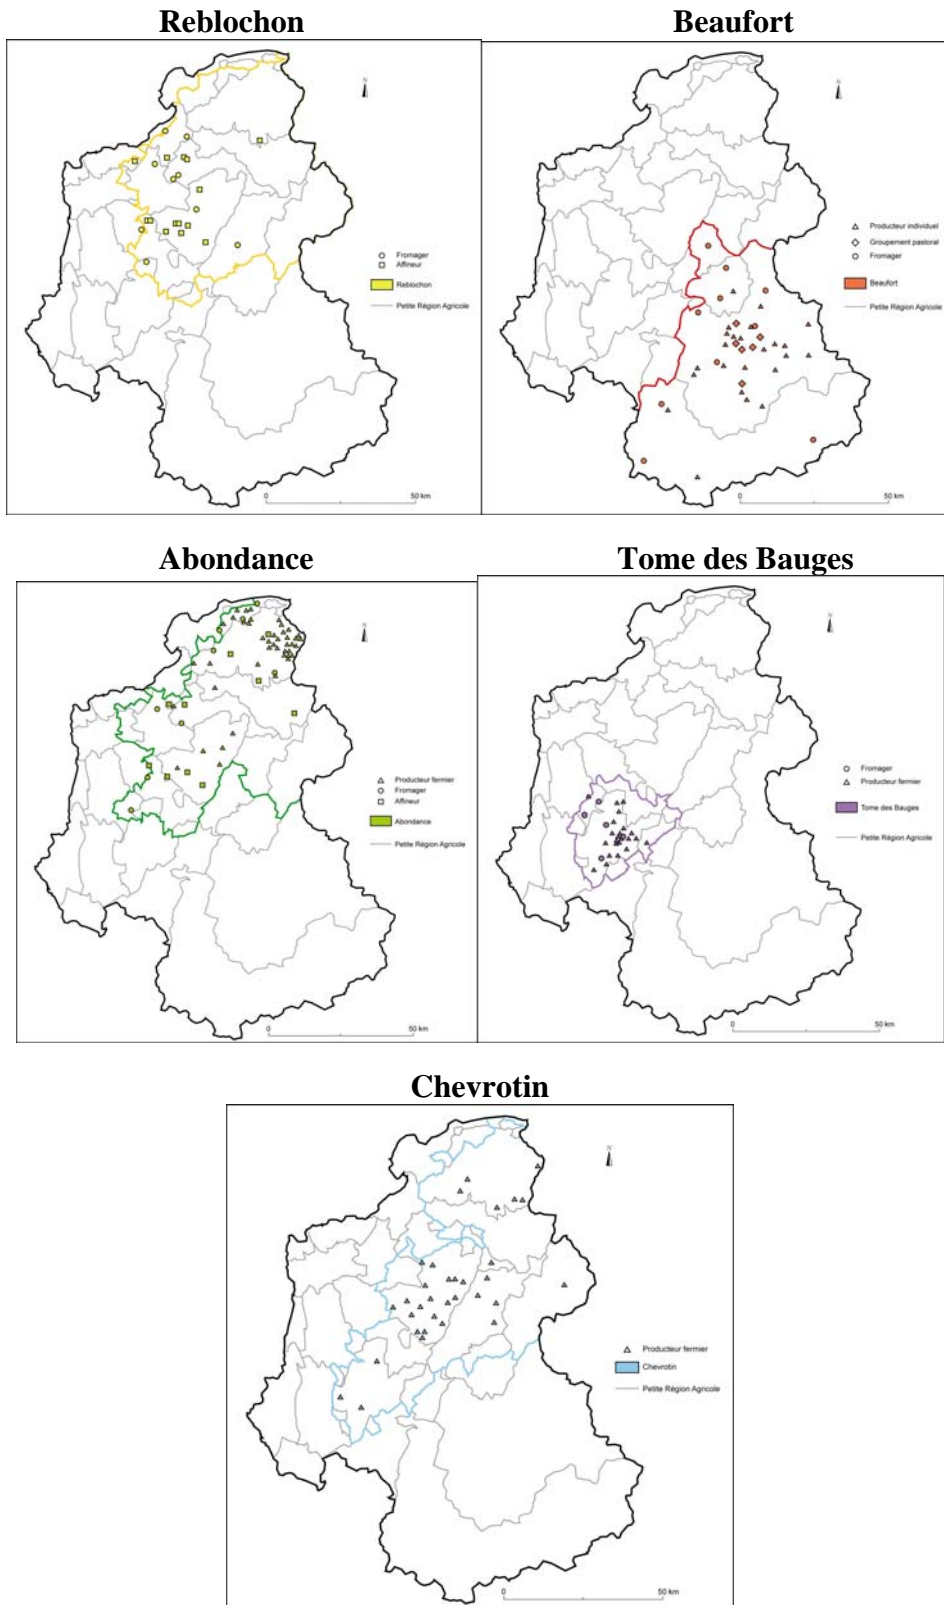 Reblochon
N
Fromager
Affineur
Reblochon
Petite Région Agricole
0 50 km
Beaufort
N
Producteur individuel
Groupement pastoral
Fromager
Beaufort
Petite Région Agricole
0 50 km
Abondance
N
Producteur fermier
Fromager
Affineur
Abondance
Petite Région Agricole
0 50 km
Tome des Bauges
N
Fromager
Producteur fermier
Tome des Bauges
Petite Région Agricole
0 50 km
Chevrotin
N
Producteur fermier
Chevrotin
Petite Région Agricole
0 50 km